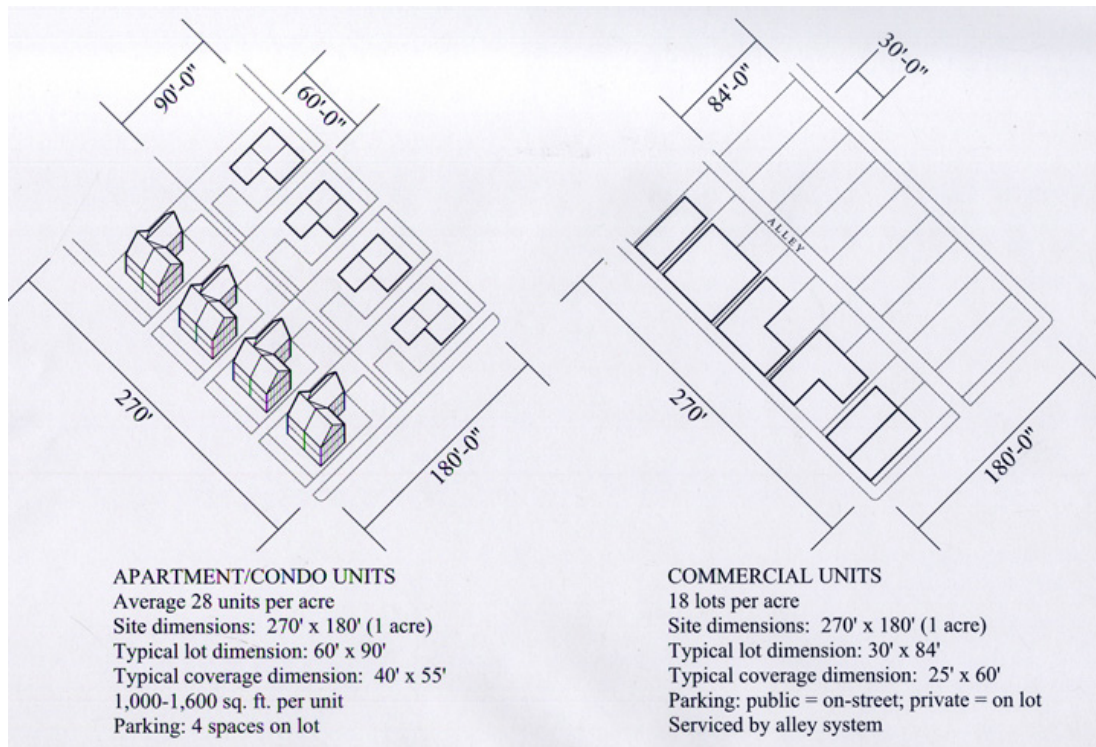 90'-0"
60'-0"
270'
180'-0"
APARTMENT/CONDO UNITS
Average 28 units per acre
Site dimensions: 270' x 180' (1 acre)
Typical lot dimension: 60' x 90'
Typical coverage dimension: 40' x 55'
1,000-1,600 sq. ft. per unit
Parking: 4 spaces on lot
84'-0"
30'-0"
ALLEY
270'
180'-0"
COMMERCIAL UNITS
18 lots per acre
Site dimensions: 270' x 180' (1 acre)
Typical lot dimension: 30' x 84'
Typical coverage dimension: 25' x 60'
Parking: public = on-street; private = on lot
Serviced by alley system